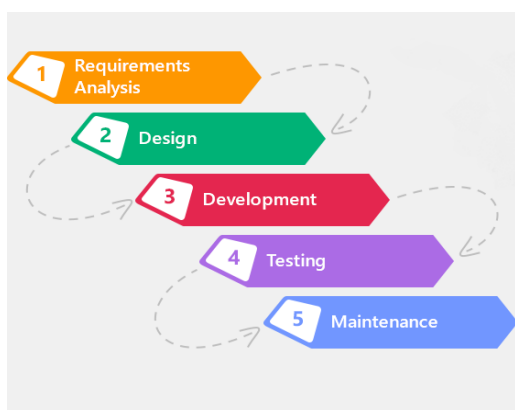 1
Requirements
Analysis
2
Design
3
Development
4
Testing
5
Maintenance